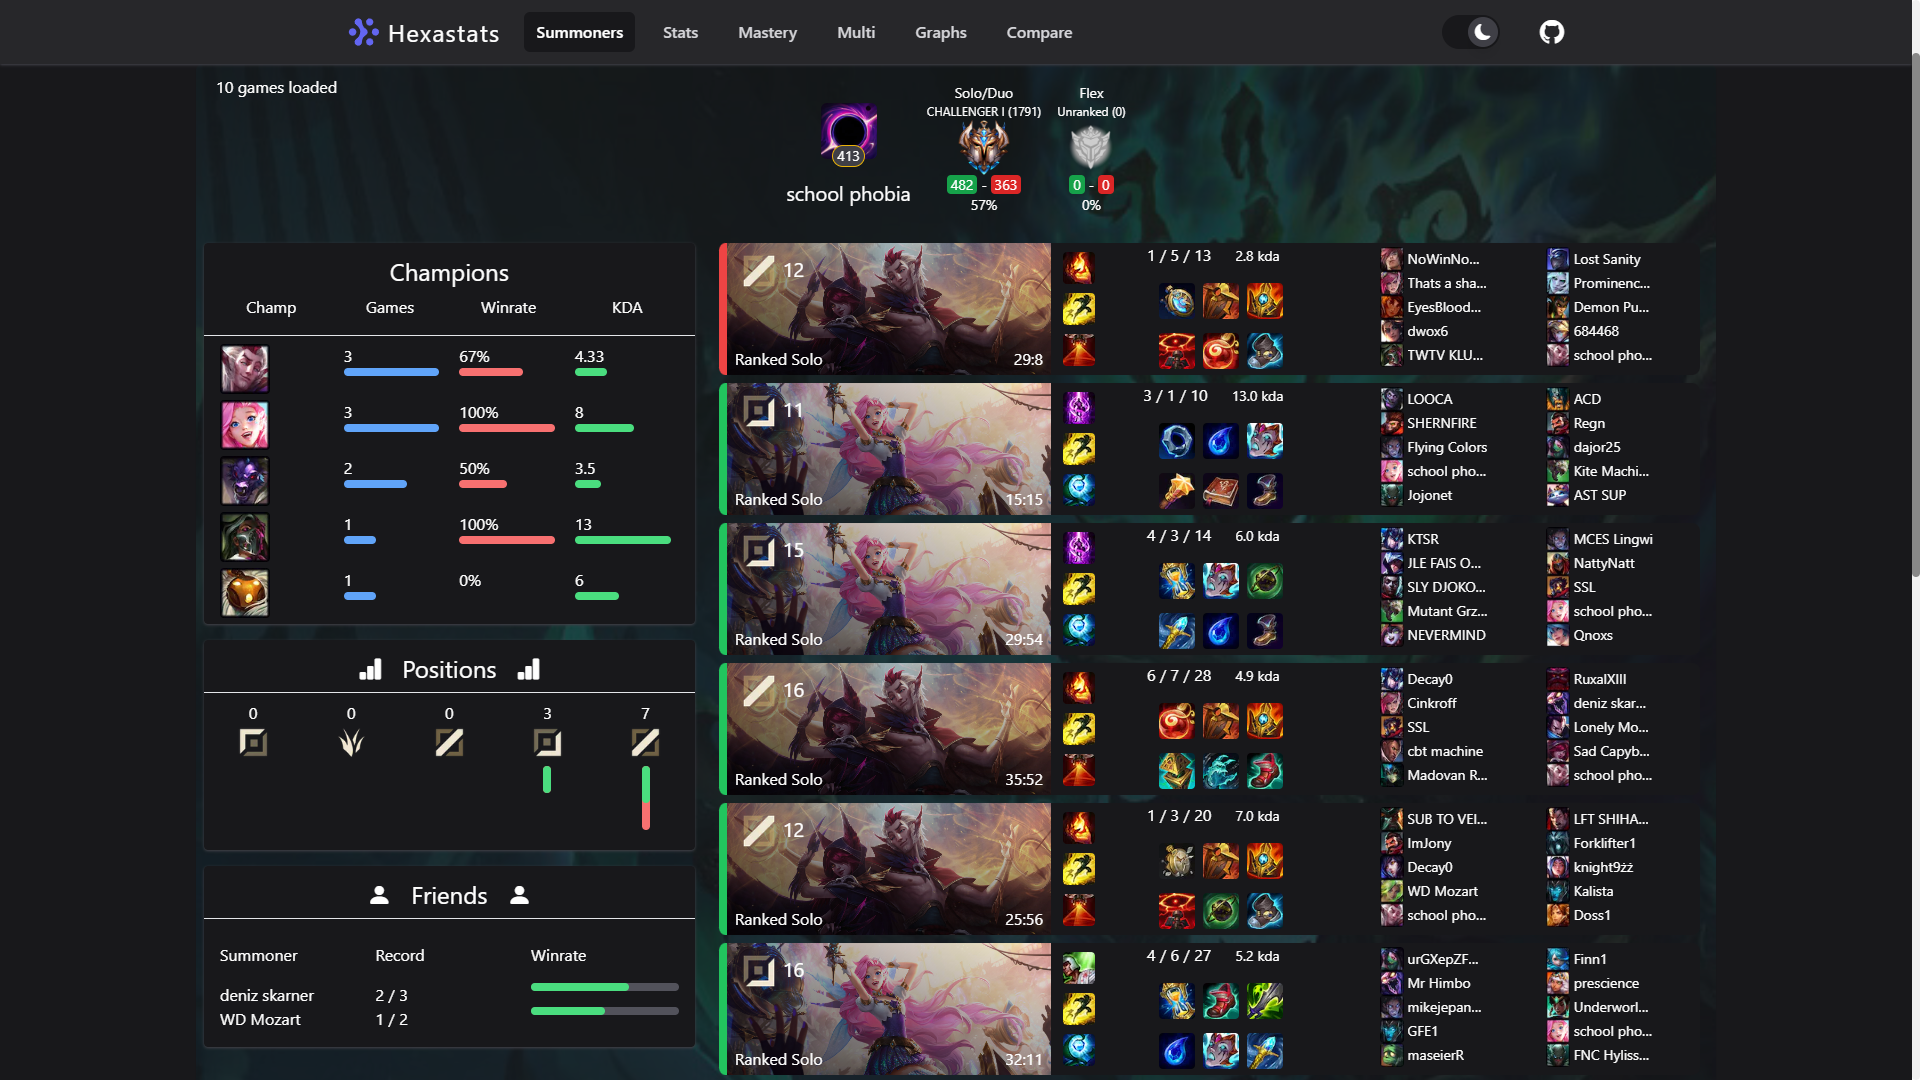 Hexastats
Summoners
Stats
Mastery
Multi
Graphs
Compare
10 games loaded
413
school phobia
Solo/Duo
CHALLENGER I (1791)
482 - 363
57%
Flex
Unranked (0)
0 - 0
0%
Champions
Champ Games Winrate KDA
3 67% 4.33
3 100% 8
2 50% 3.5
1 100% 13
1 0% 6
Positions
0 0 0 3 7
Friends
Summoner Record Winrate
deniz skarner 2 / 3
WD Mozart 1 / 2
12
Ranked Solo 29:8
1 / 5 / 13 2.8 kda
NoWinNo... Lost Sanity
Thats a sha... Prominenc...
EyesBlood... Demon Pu...
dwox6 684468
TWTV KLU... school pho...
11
Ranked Solo 15:15
3 / 1 / 10 13.0 kda
LOOCA ACD
SHERNFIRE Regn
Flying Colors dajor25
school pho... Kite Machi...
Jojonet AST SUP
15
Ranked Solo 29:54
4 / 3 / 14 6.0 kda
KTSR MCES Lingwi
JLE FAIS O... NattyNatt
SLY DJOKO... SSL
Mutant Grz... school pho...
NEVERMIND Qnoxs
16
Ranked Solo 35:52
6 / 7 / 28 4.9 kda
Decay0 RuxalXIII
Cinkroff deniz skar...
SSL Lonely Mo...
cbt machine Sad Capyb...
Madovan R... school pho...
12
Ranked Solo 25:56
1 / 3 / 20 7.0 kda
SUB TO VEI... LFT SHIHA...
ImJony Forklifter1
Decay0 knight9żż
WD Mozart Kalista
school pho... Doss1
16
Ranked Solo 32:11
4 / 6 / 27 5.2 kda
urGXepZF... Finn1
Mr Himbo prescience
mikejepan... Underworl...
GFE1 school pho...
maseierR FNC Hyliss...